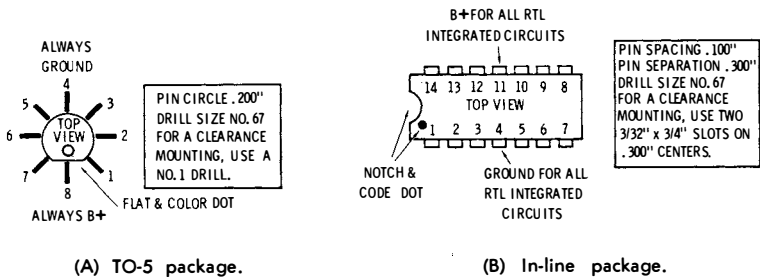 ALWAYS
GROUND
4
5
3
6
TOP
VIEW
2
7
1
8
FLAT & COLOR DOT
ALWAYS B+
PIN CIRCLE .200"
DRILL SIZE NO. 67
FOR A CLEARANCE
MOUNTING, USE A
NO. 1 DRILL.
(A) TO-5 package.
B+ FOR ALL RTL
INTEGRATED CIRCUITS
14 13 12 11 10 9 8
TOP VIEW
1 2 3 4 5 6 7
NOTCH &
CODE DOT
GROUND FOR ALL
RTL INTEGRATED
CIRCUITS
PIN SPACING .100"
PIN SEPARATION .300"
DRILL SIZE NO. 67
FOR A CLEARANCE
MOUNTING, USE TWO
3/32" x 3/4" SLOTS ON
.300" CENTERS.
(B) In-line package.